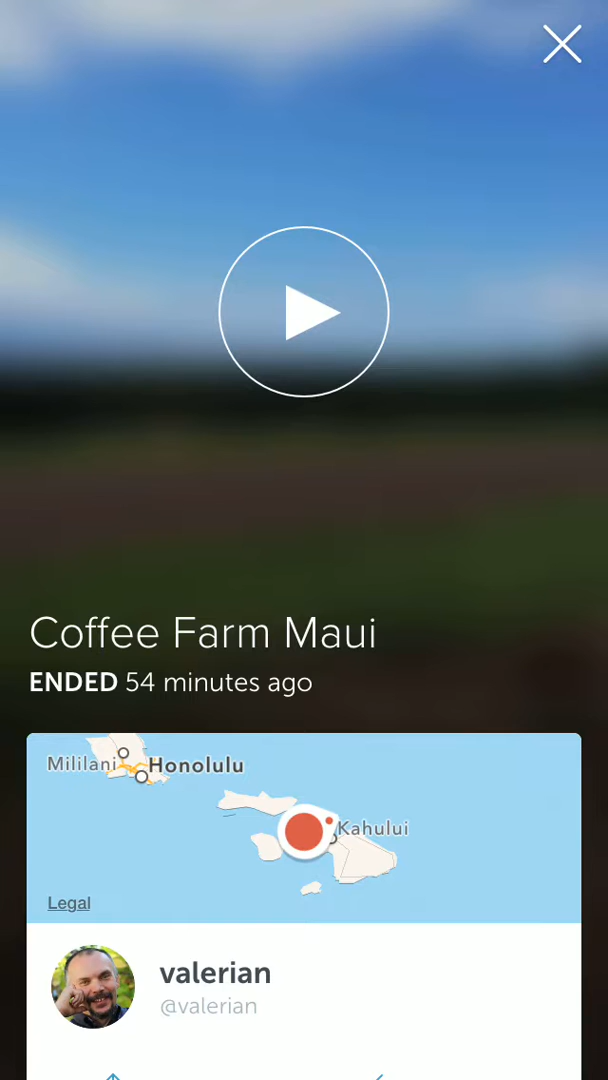 Coffee Farm Maui
ENDED 54 minutes ago
Mililani
Honolulu
Kahului
Legal
valerian
@valerian